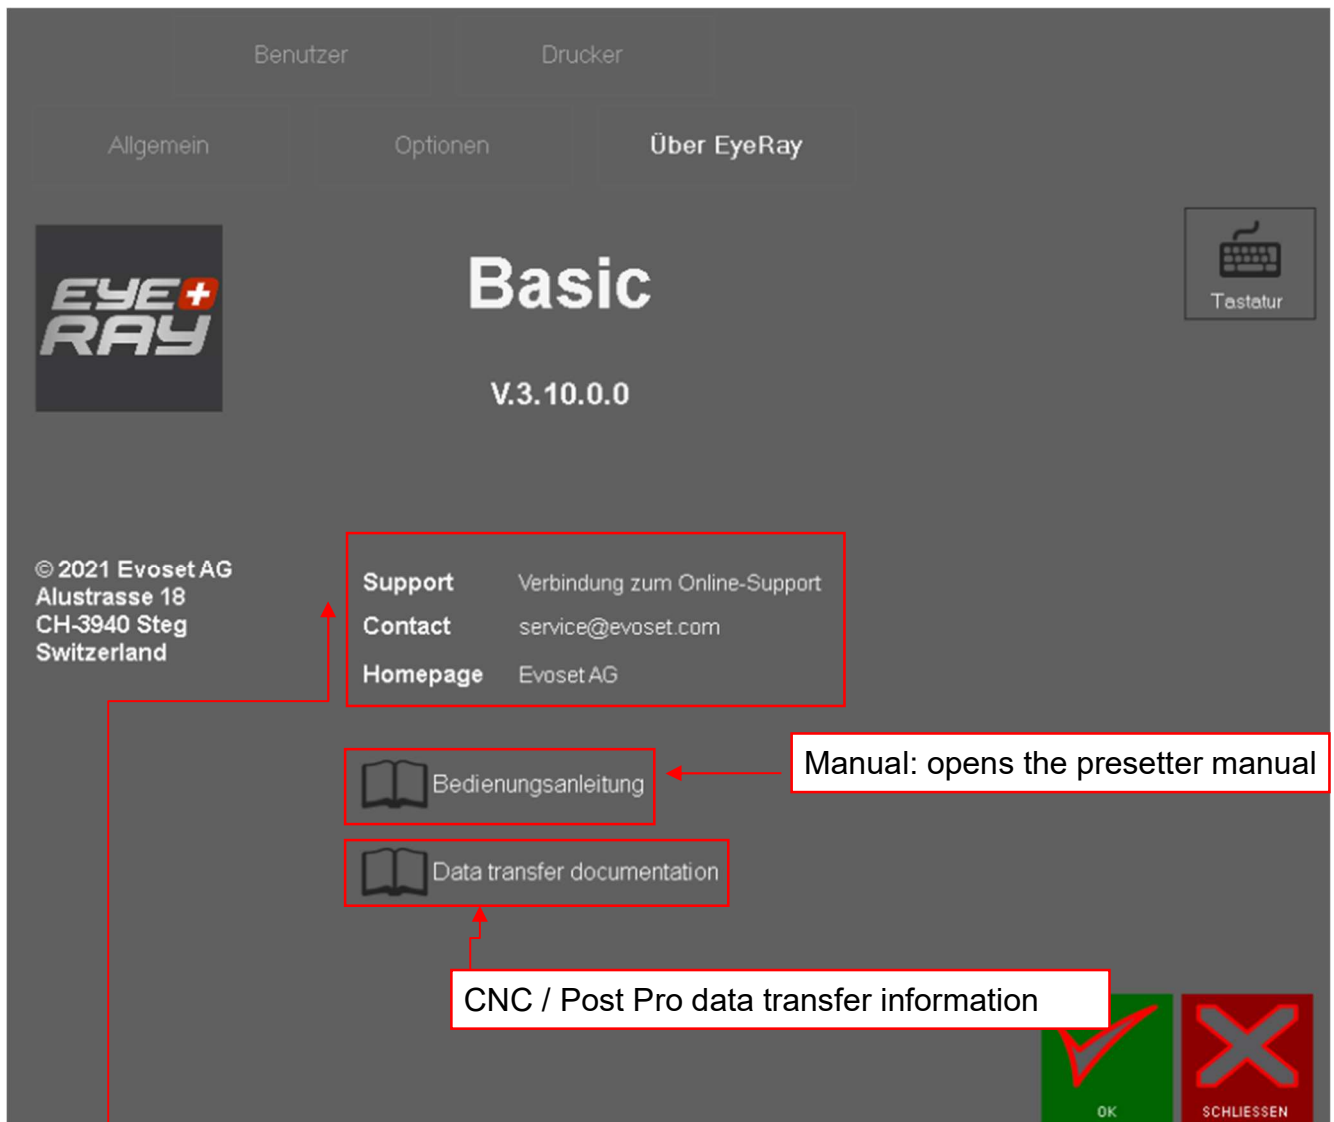 Benutzer Drucker
Allgemein Optionen Über EyeRay
EYE+
RAY
Basic
Tastatur
V.3.10.0.0
© 2021 Evoset AG
Alustrasse 18
CH-3940 Steg
Switzerland
Support Verbindung zum Online-Support
Contact service@evoset.com
Homepage Evoset AG
Manual: opens the presetter manual
Bedienungsanleitung
Data transfer documentation
CNC / Post Pro data transfer information
OK SCHLIESSEN